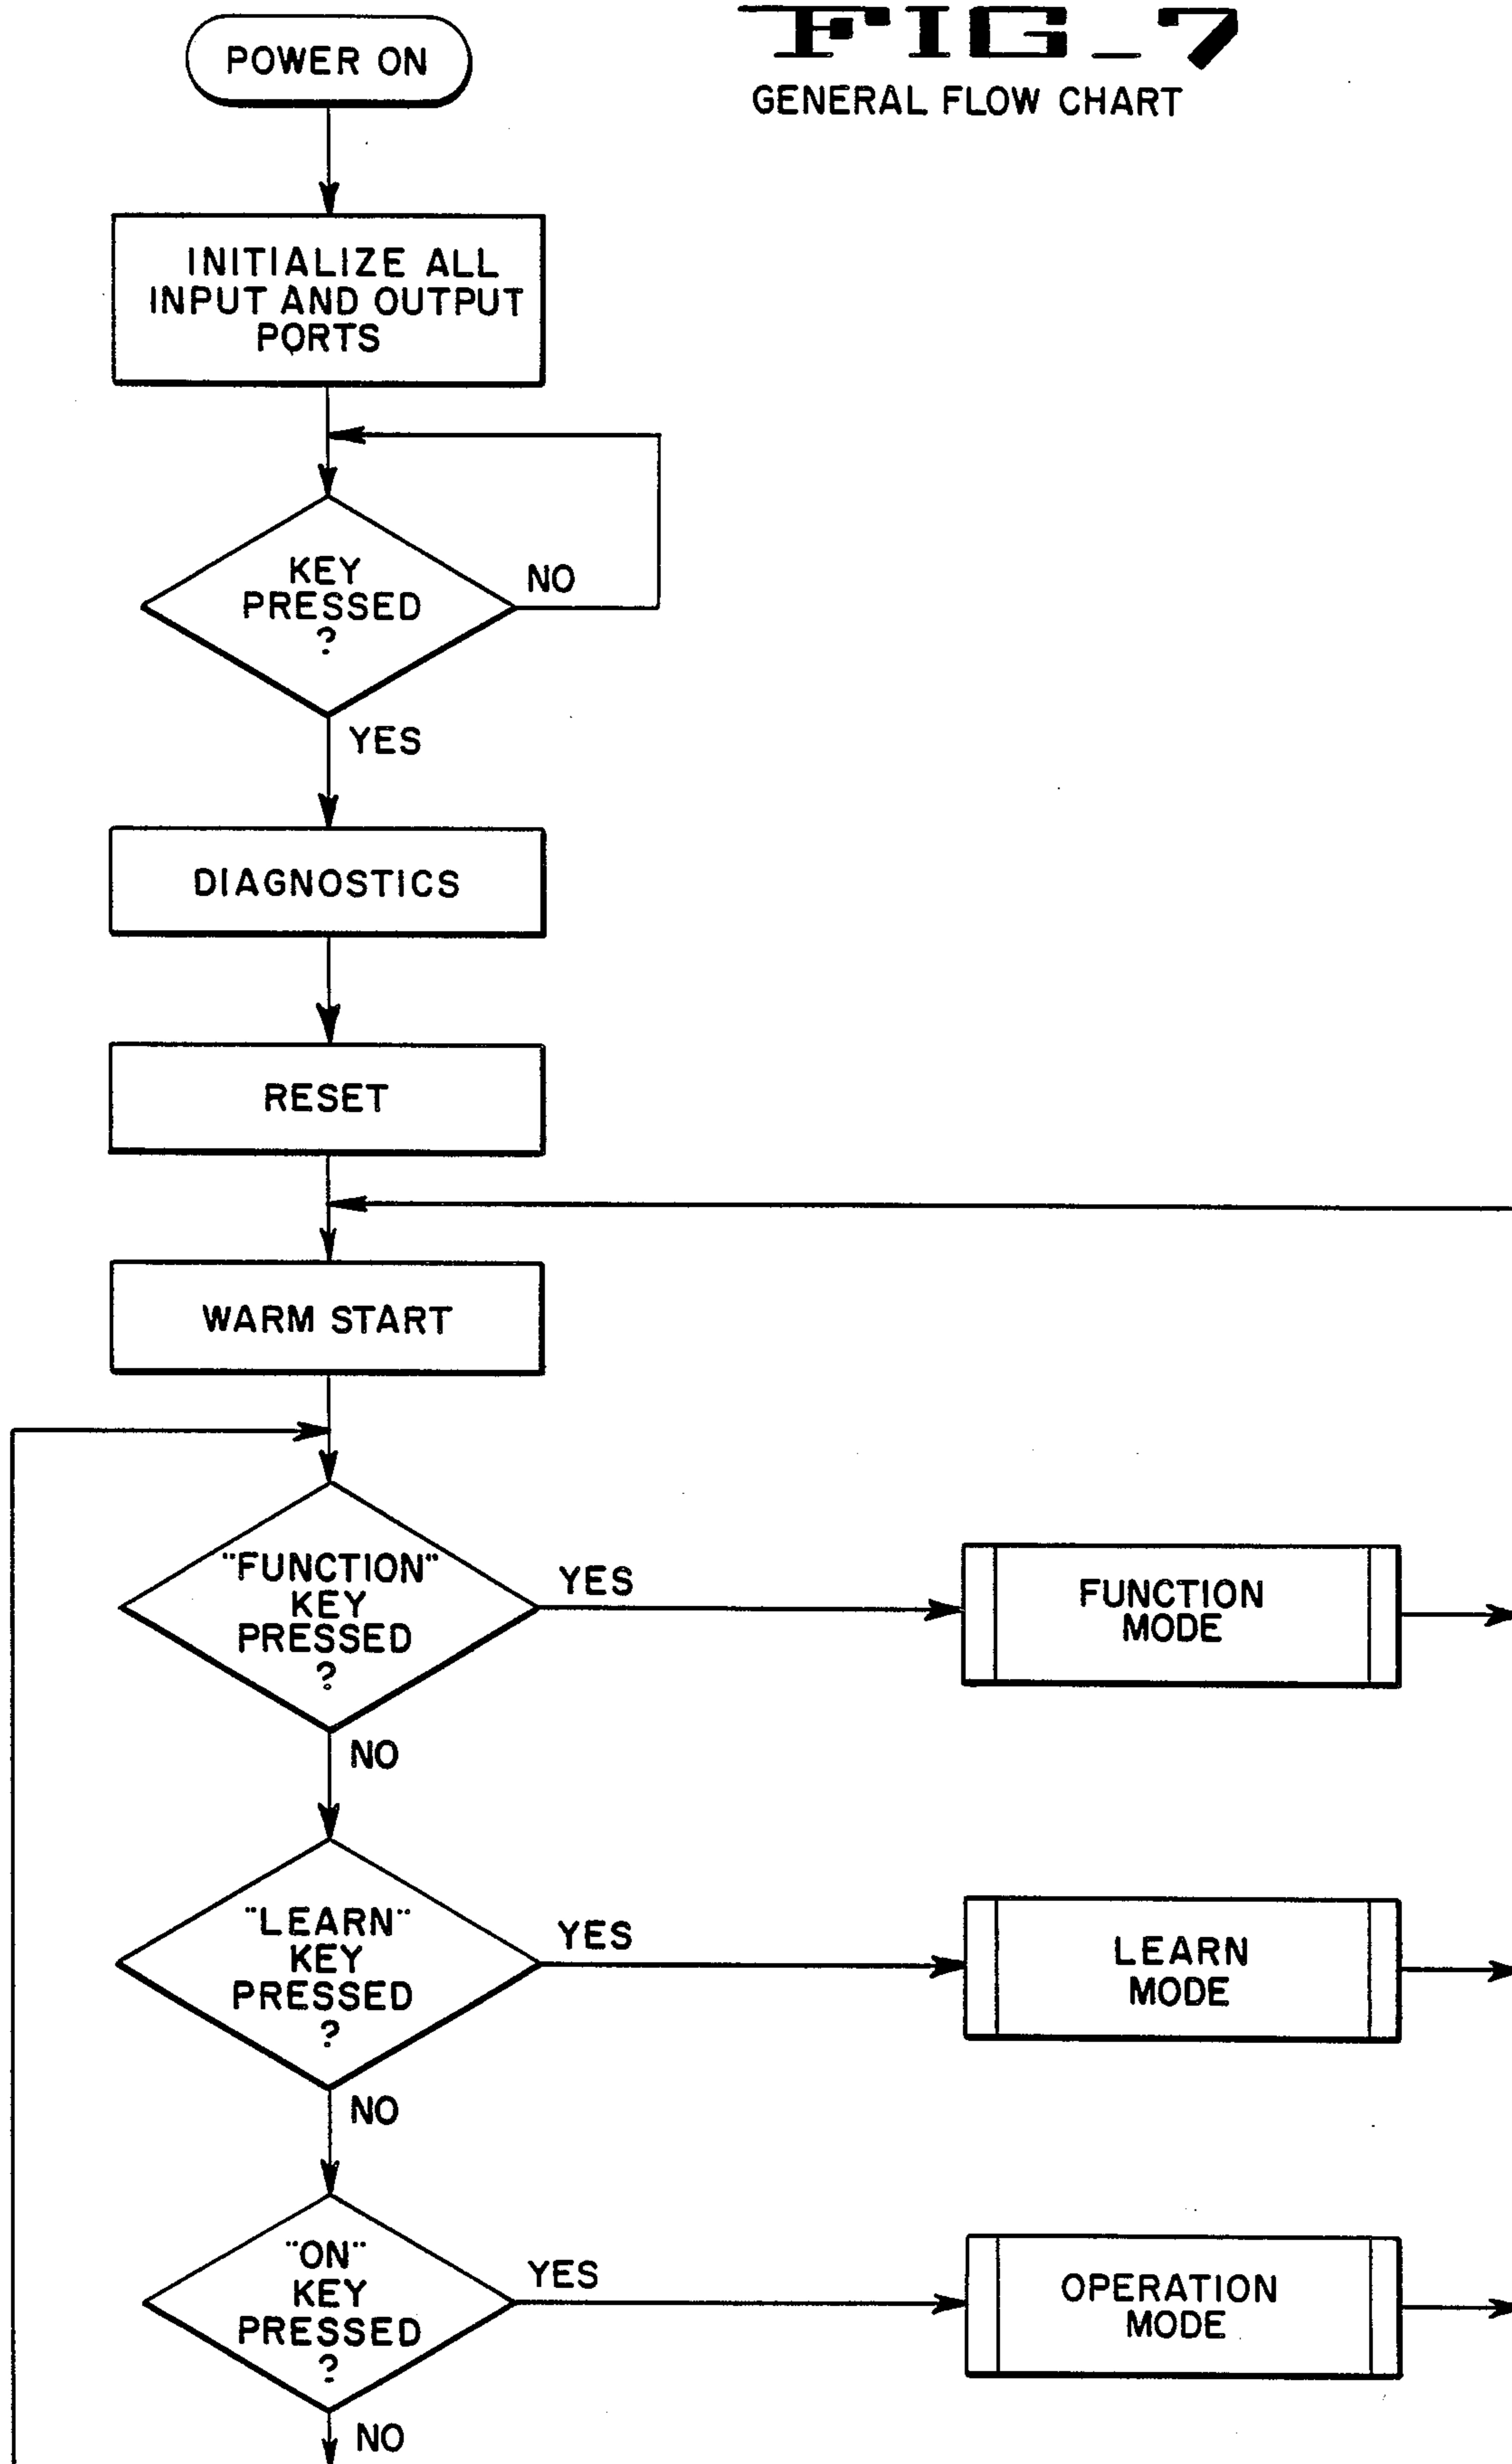 FIG_7
GENERAL FLOW CHART
POWER ON
INITIALIZE ALL
INPUT AND OUTPUT
PORTS
KEY
PRESSED
?
NO
YES
DIAGNOSTICS
RESET
WARM START
"FUNCTION"
KEY
PRESSED
?
YES
FUNCTION
MODE
NO
"LEARN"
KEY
PRESSED
?
YES
LEARN
MODE
NO
"ON"
KEY
PRESSED
?
YES
OPERATION
MODE
NO